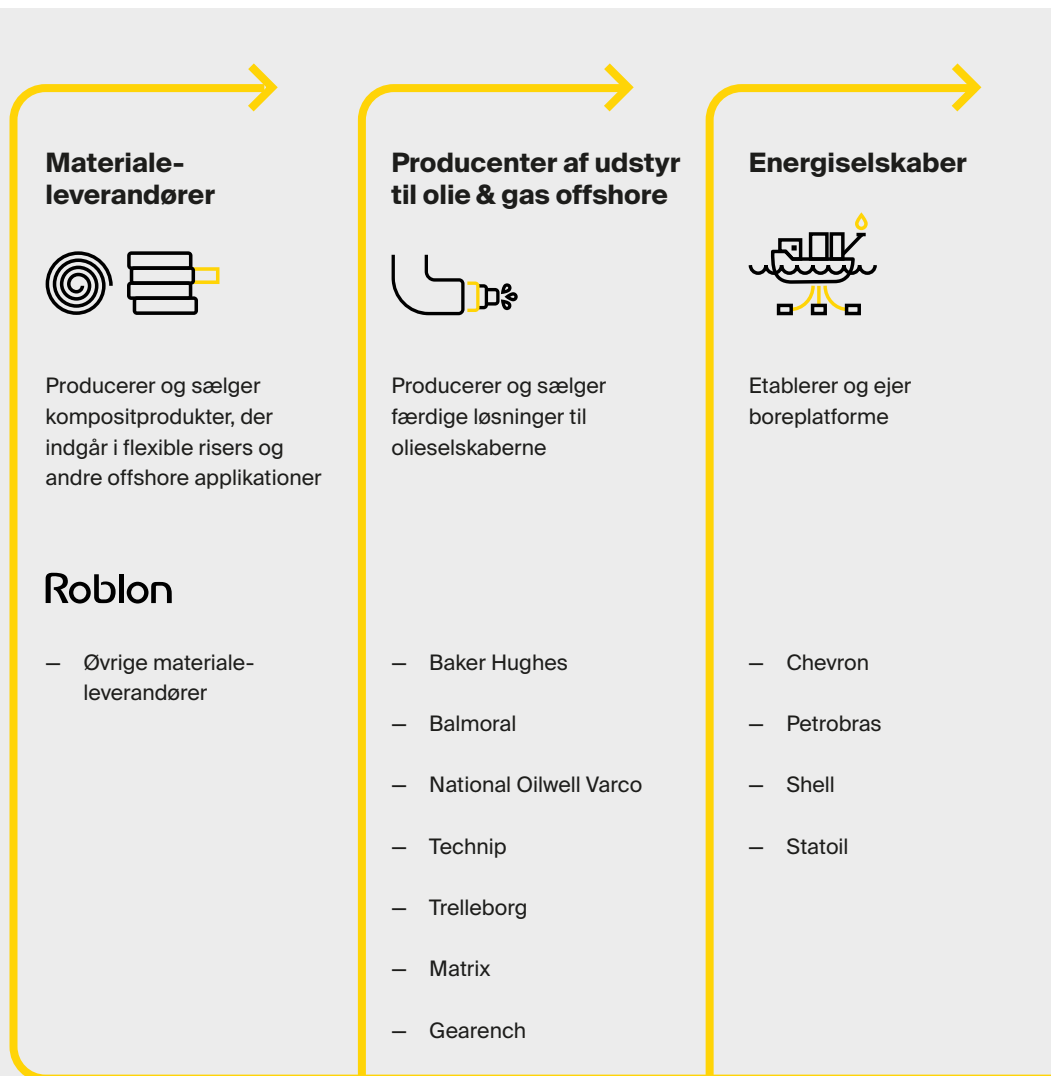 Materiale-
leverandører
Producerer og sælger
kompositprodukter, der
indgår i flexible risers og
andre offshore applikationer
Roblon
– Øvrige materiale-
leverandører
Producenter af udstyr
til olie & gas offshore
Producerer og sælger
færdige løsninger til
olieselskaberne
– Baker Hughes
– Balmoral
– National Oilwell Varco
– Technip
– Trelleborg
– Matrix
– Gearench
Energiselskaber
Etablerer og ejer
boreplatforme
– Chevron
– Petrobras
– Shell
– Statoil